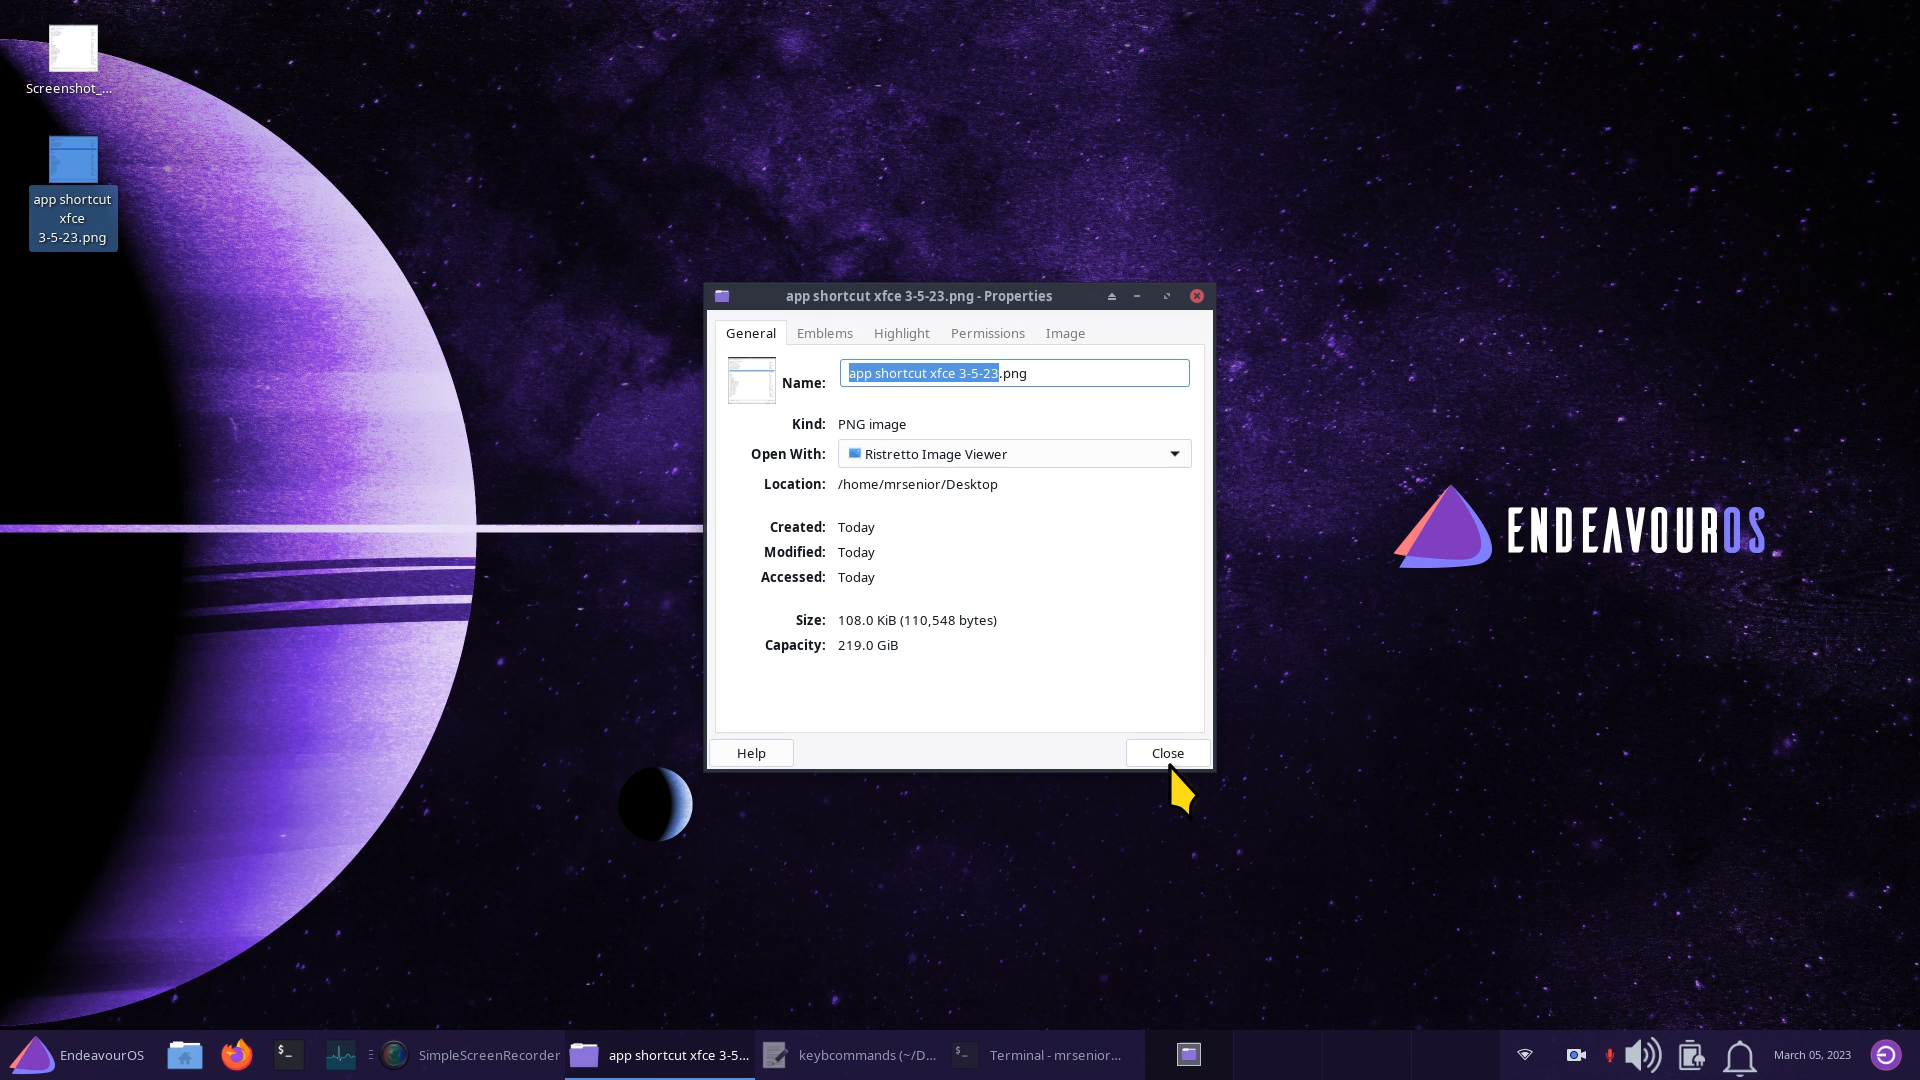 Screenshot_...
app shortcut
xfce
3-5-23.png
app shortcut xfce 3-5-23.png - Properties
General Emblems Highlight Permissions Image
Name: app shortcut xfce 3-5-23.png
Kind: PNG image
Open With: Ristretto Image Viewer
Location: /home/mrsenior/Desktop
Created: Today
Modified: Today
Accessed: Today
Size: 108.0 KiB (110,548 bytes)
Capacity: 219.0 GiB
Help Close
ENDEAVOUROS
EndeavourOS $_ SimpleScreenRecorder app shortcut xfce 3-5... keybcommands (~/D... $_ Terminal - mrsenior... March 05, 2023